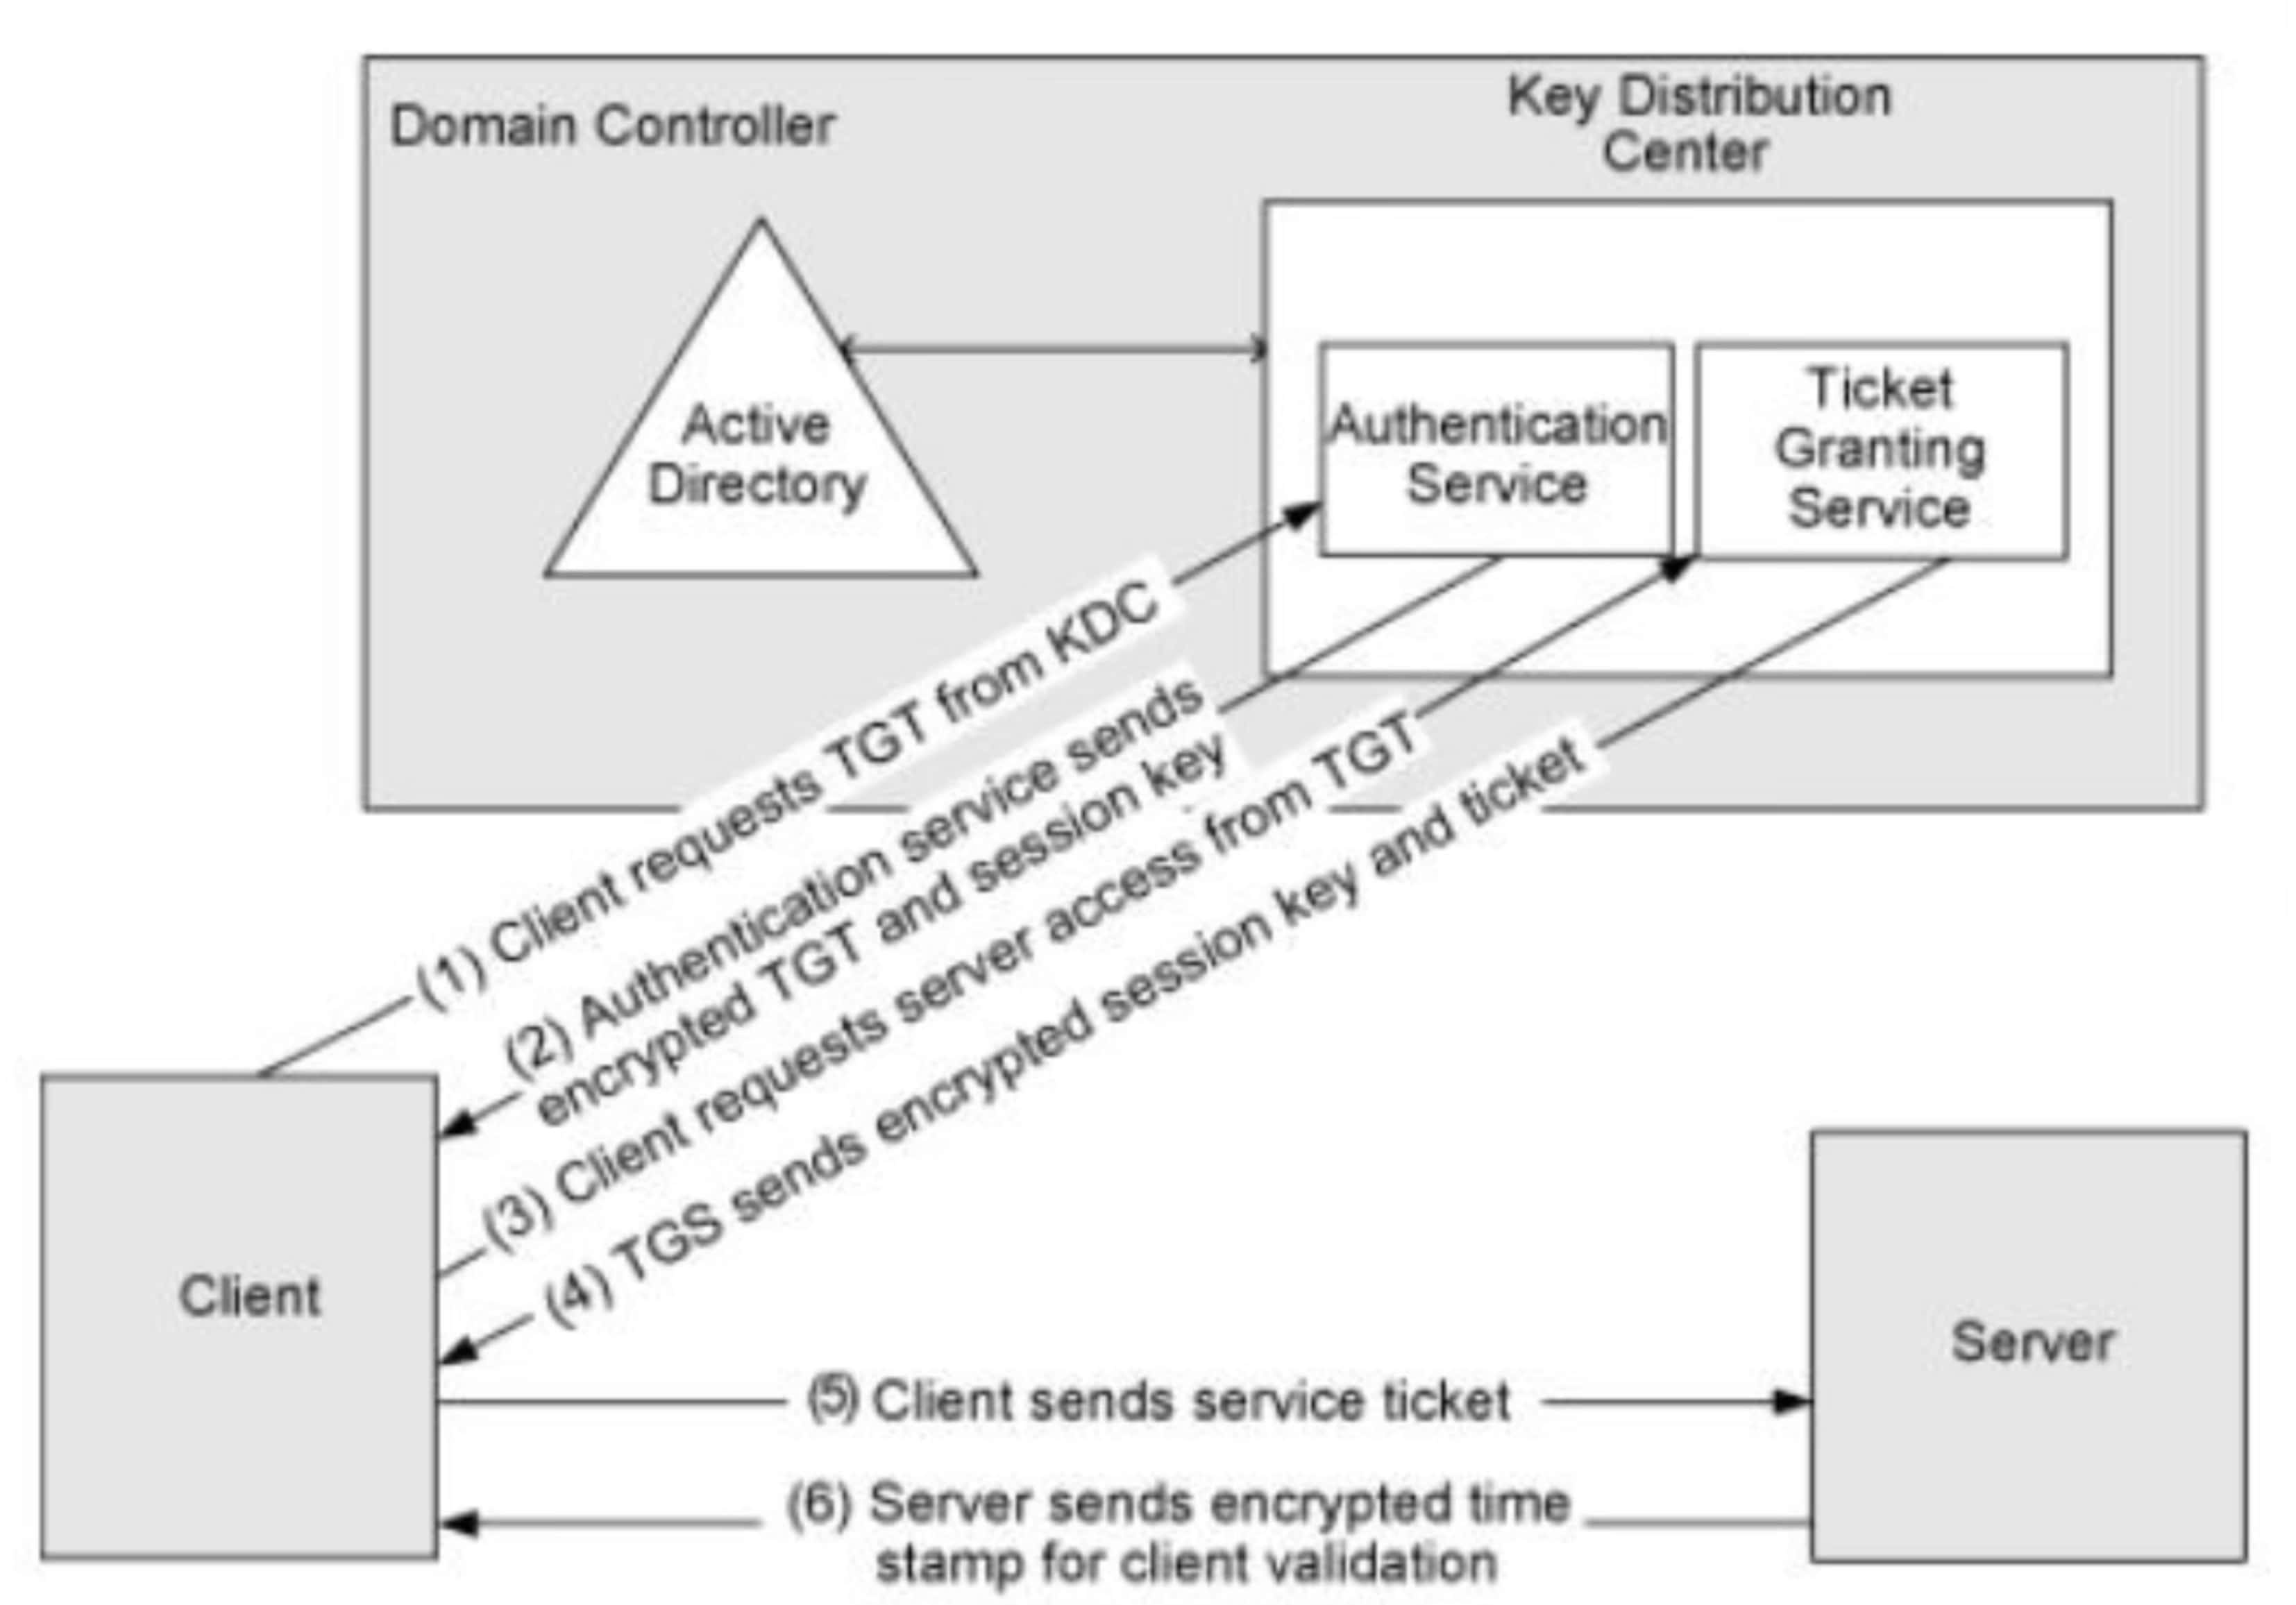 Domain Controller
Key Distribution
Center
Active
Directory
Authentication
Service
Ticket
Granting
Service
(1) Client requests TGT from KDC
(2) Authentication service sends
encrypted TGT and session key
(3) Client requests server access from TGT
(4) TGS sends encrypted session key and ticket
Client
Server
(5) Client sends service ticket
(6) Server sends encrypted time
stamp for client validation